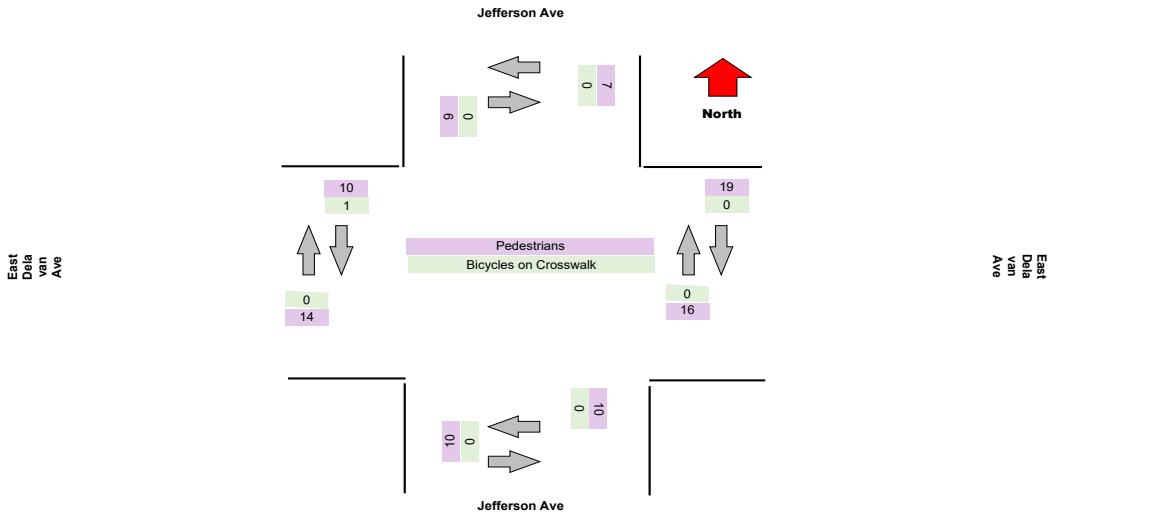 Jefferson Ave
0
7
9
0
North
10
1
19
0
Pedestrians
Bicycles on Crosswalk
East
Dela
van
Ave
East
Dela
van
Ave
0
14
0
16
0
10
10
0
Jefferson Ave